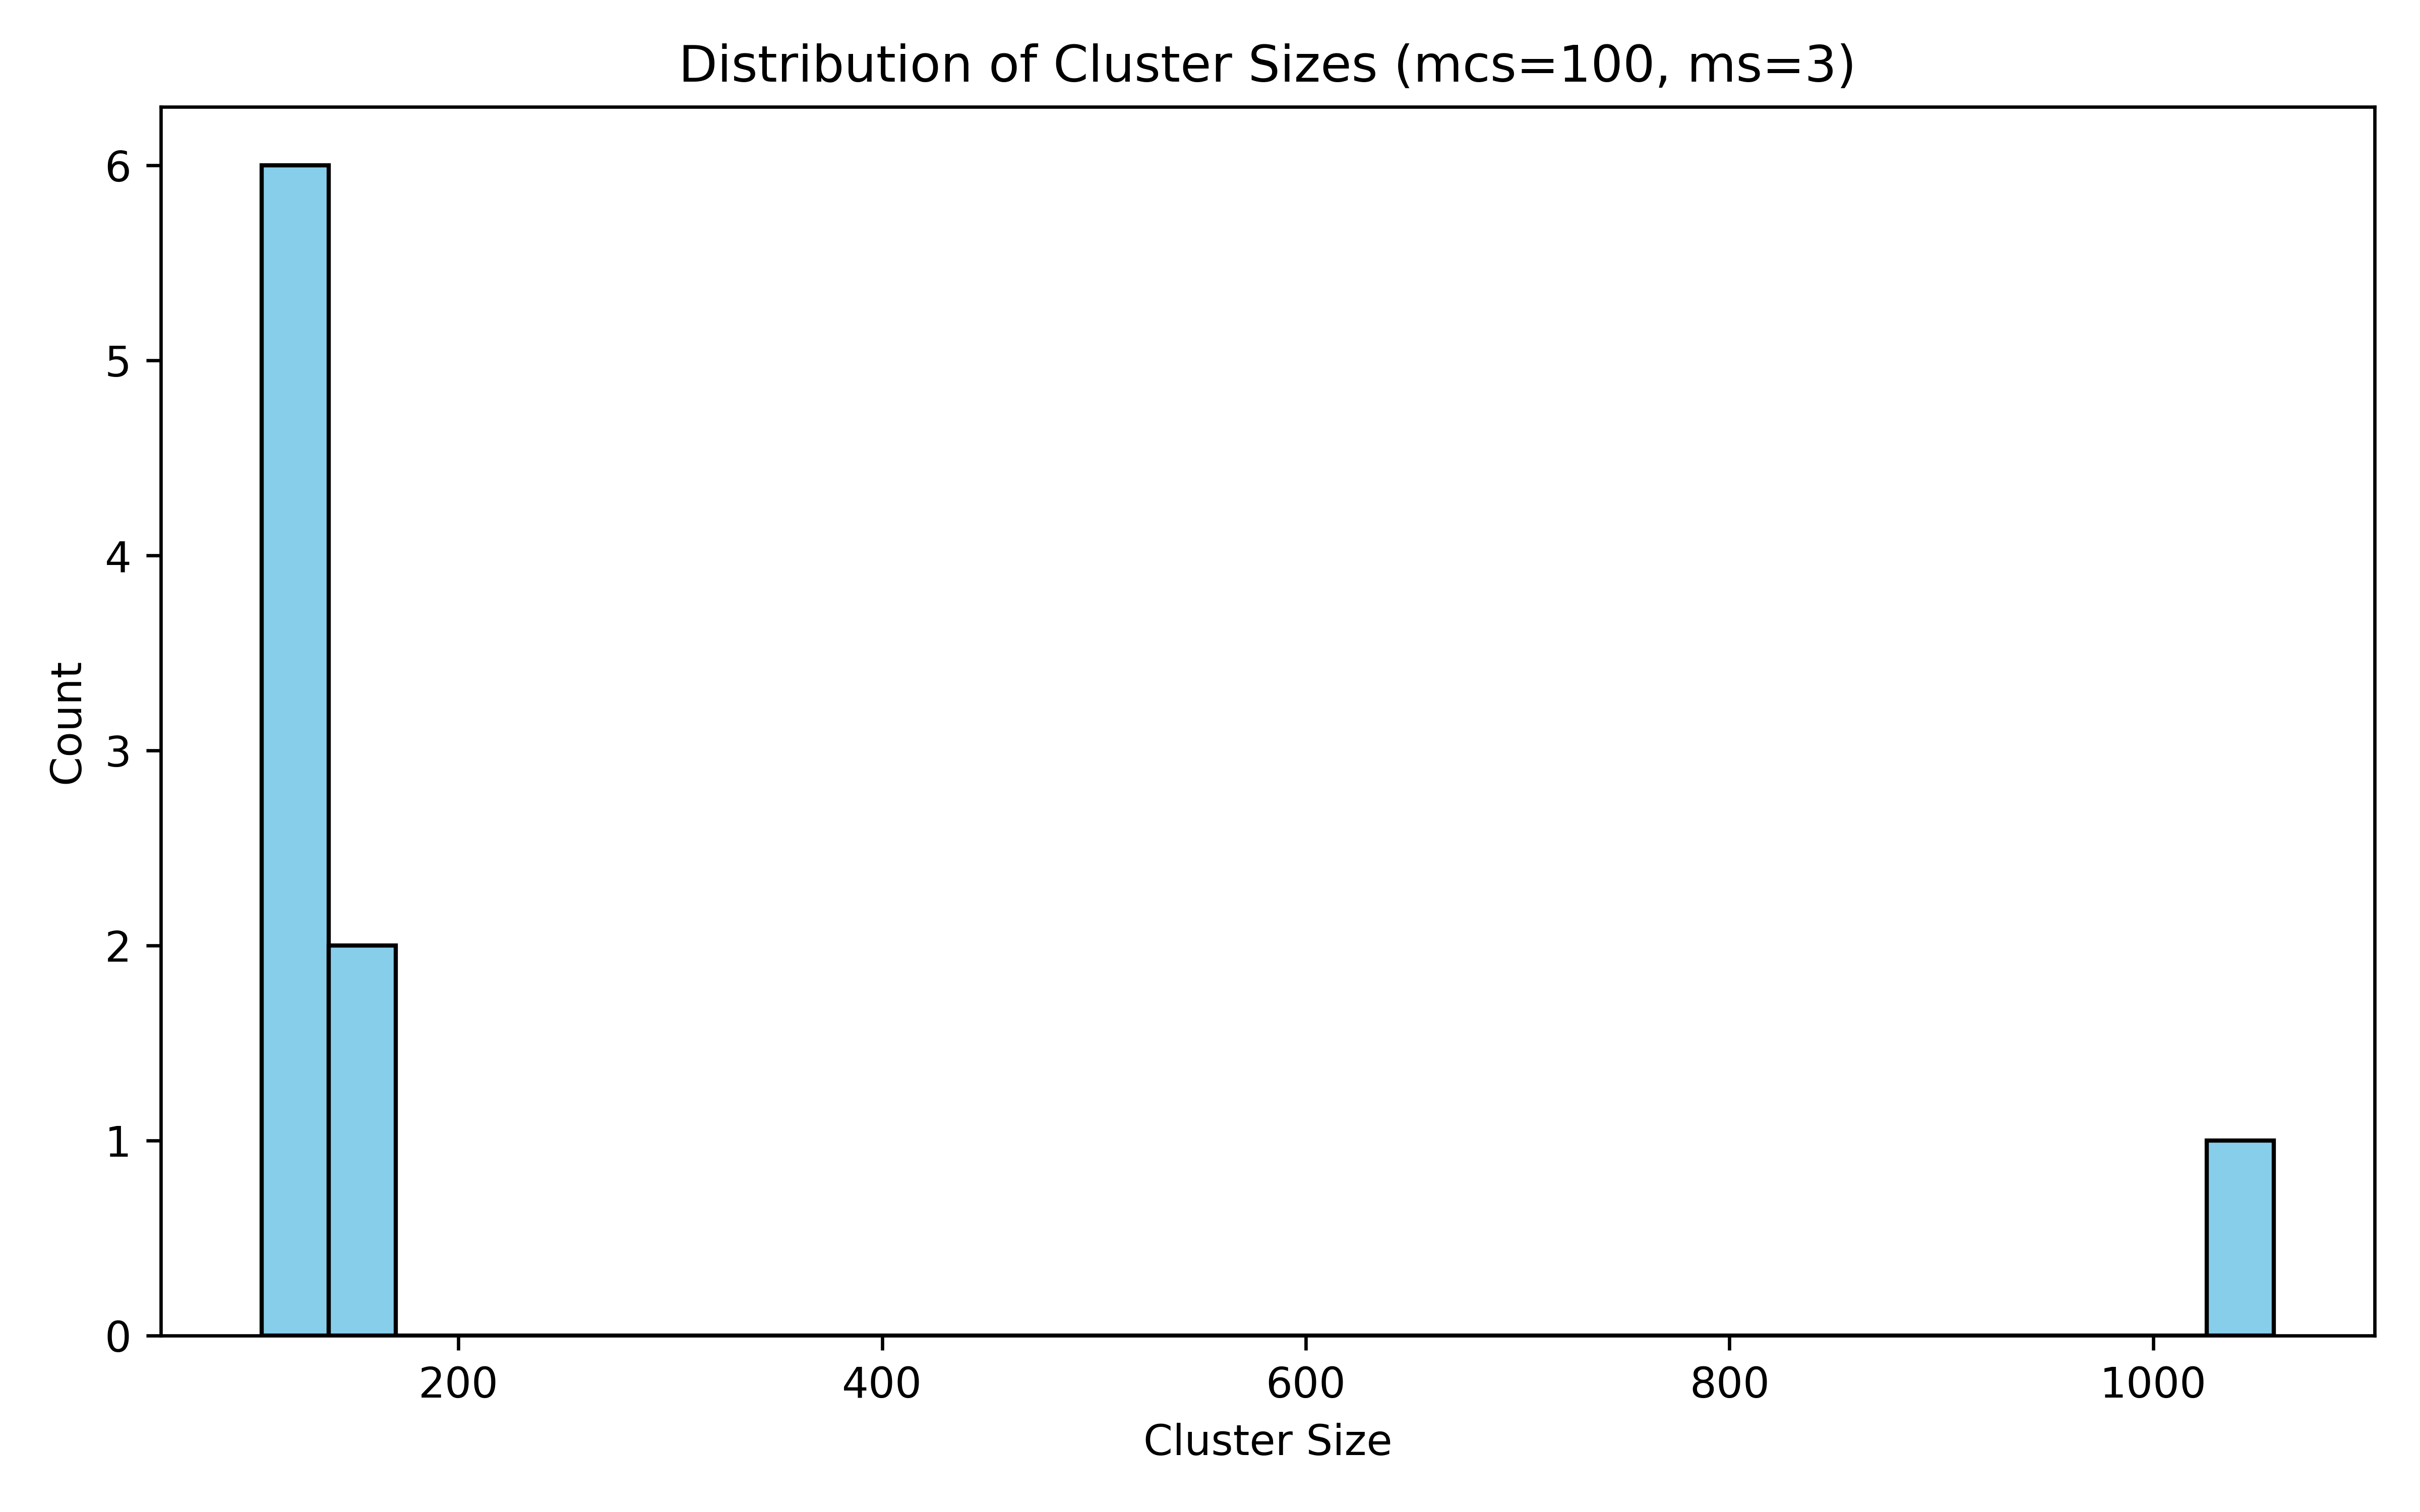 Distribution of Cluster Sizes (mcs=100, ms=3)
6
5
4
3
2
1
0
Count
200 400 600 800 1000
Cluster Size